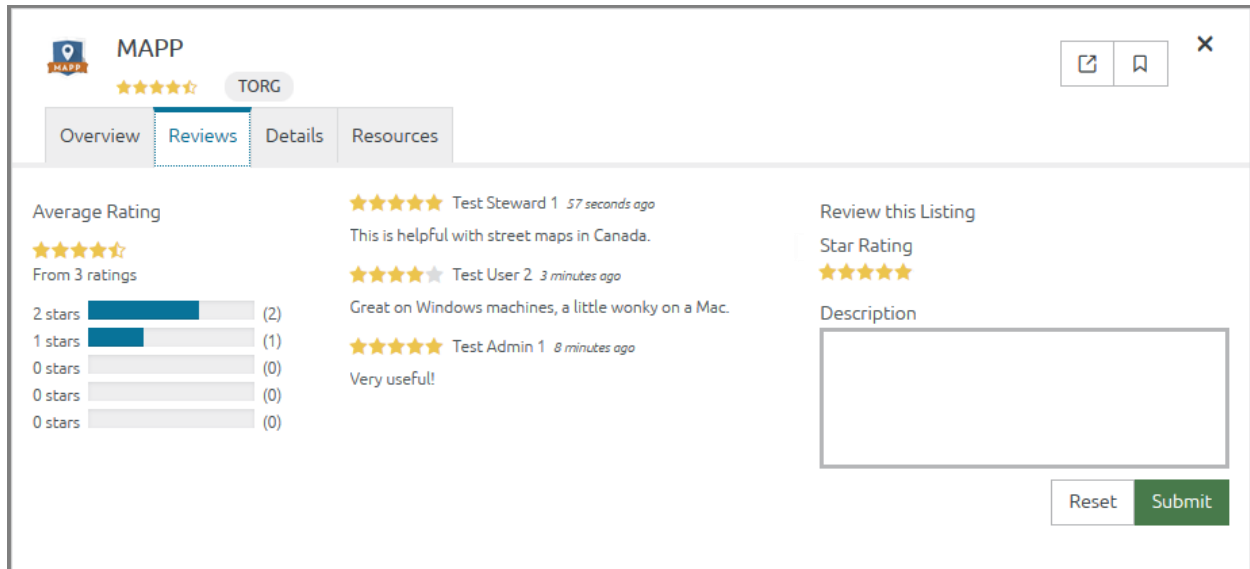 MAPP
MAPP
TORG
Overview
Reviews
Details
Resources
Average Rating
From 3 ratings
2 stars (2)
1 stars (1)
0 stars (0)
0 stars (0)
0 stars (0)
Test Steward 1 57 seconds ago
This is helpful with street maps in Canada.
Test User 2 3 minutes ago
Great on Windows machines, a little wonky on a Mac.
Test Admin 1 8 minutes ago
Very useful!
Review this Listing
Star Rating
Description
Reset
Submit